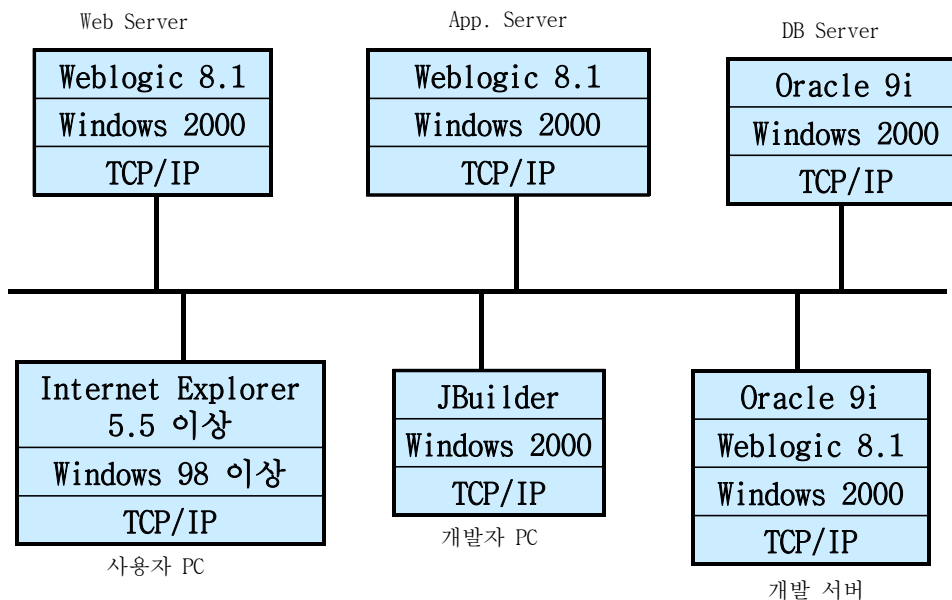 Web Server
Weblogic 8.1
Windows 2000
TCP/IP
App. Server
Weblogic 8.1
Windows 2000
TCP/IP
DB Server
Oracle 9i
Windows 2000
TCP/IP
Internet Explorer
5.5 이상
Windows 98 이상
TCP/IP
사용자 PC
JBuilder
Windows 2000
TCP/IP
개발자 PC
Oracle 9i
Weblogic 8.1
Windows 2000
TCP/IP
개발 서버